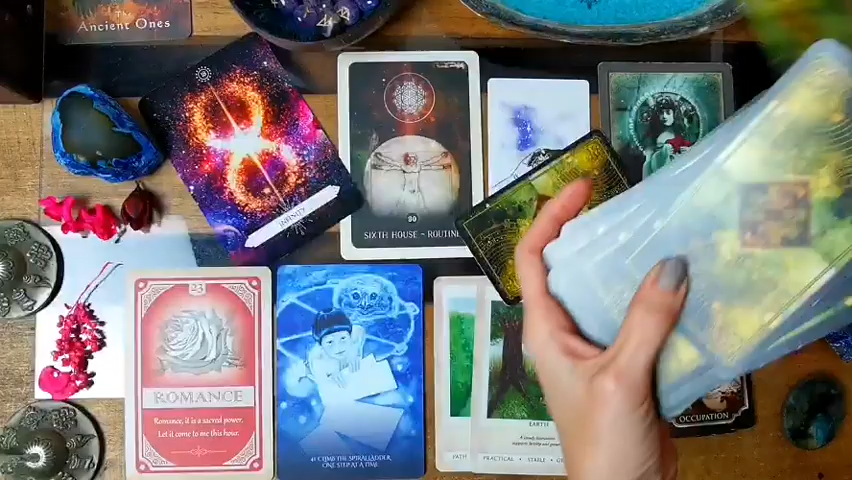 Ancient Ones
INFINITY
30
SIXTH HOUSE - ROUTINE
23
ROMANCE
Romance, it is a sacred power.
Let it come to me this hour.
41 CLIMB THE SPIRAL LADDER
ONE STEP AT A TIME
PATH
EARTH
PRACTICAL
OCCUPATION